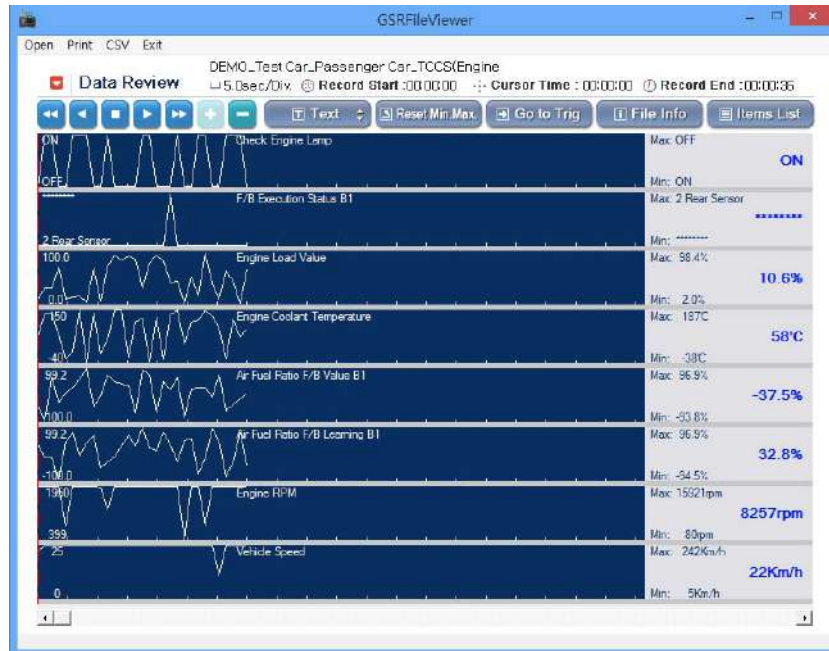 GSRFileViewer
Open Print CSV Exit
DEMO_Test Car_Passenger Car_TCCS(Engine
Data Review
5.0sec/Div. Record Start :00:00:00 Cursor Time : 00:00:00 Record End :00:00:36
Text Reset Min.Max. Go to Trig File Info Items List
ON Check Engine Lamp Max: OFF
ON
OFF Min: ON
******** F/B Execution Status B1 Max: 2 Rear Sensor
********
2 Rear Sensor Min: ********
100.0 Engine Load Value Max: 98.4%
10.6%
0.0 Min: 2.0%
150 Engine Coolant Temperature Max: 187C
58℃
-40 Min: -38C
99.2 Air Fuel Ratio F/B Value B1 Max: 96.9%
-37.5%
100.0 Min: -93.8%
99.2 Air Fuel Ratio F/B Learning B1 Max: 96.9%
32.8%
-100.0 Min: -94.5%
Engine RPM Max: 15921rpm
8257rpm
399 Min: 80rpm
25 Vehicle Speed Max: 242Km/h
22Km/h
0 Min: 5Km/h